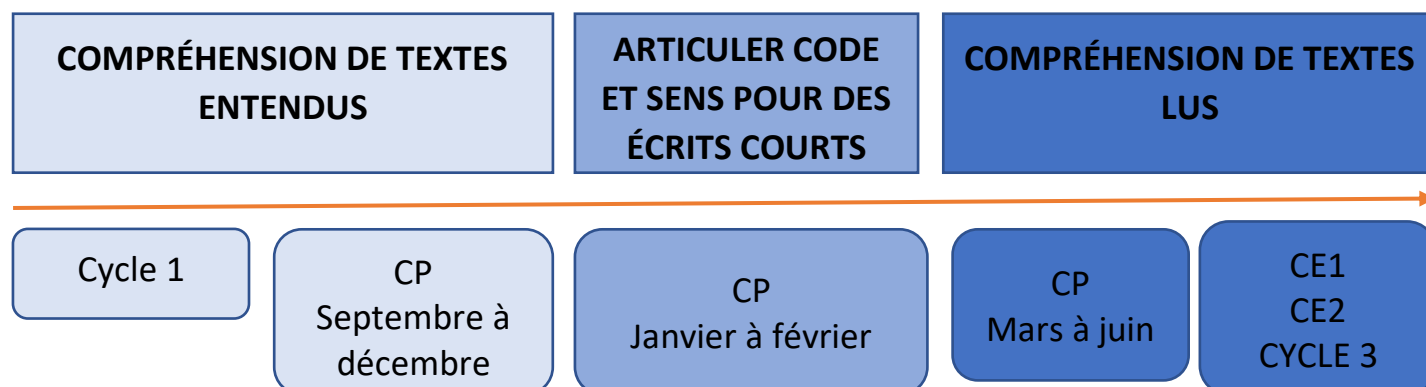 COMPRÉHENSION DE TEXTES
ENTENDUS
ARTICULER CODE
ET SENS POUR DES
ÉCRITS COURTS
COMPRÉHENSION DE TEXTES
LUS
Cycle 1
CP
Septembre à
décembre
CP
Janvier à février
CP
Mars à juin
CE1
CE2
CYCLE 3